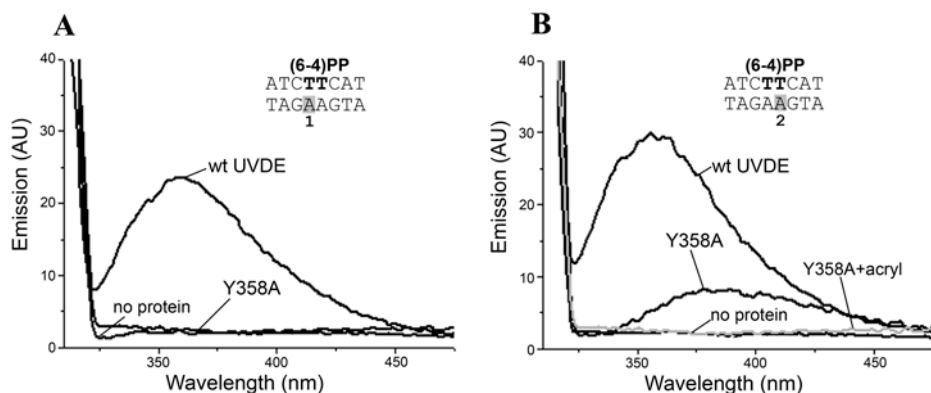 A
Emission (AU)
40
30
20
10
0
(6-4)PP
ATCTTCAT
TAGAAGTA
1
wt UVDE
no protein
Y358A
350
400
450
Wavelength (nm)
B
Emission (AU)
40
30
20
10
0
(6-4)PP
ATCTTCAT
TAGAAGTA
2
wt UVDE
Y358A
Y358A+acryl
no protein
350
400
450
Wavelength (nm)